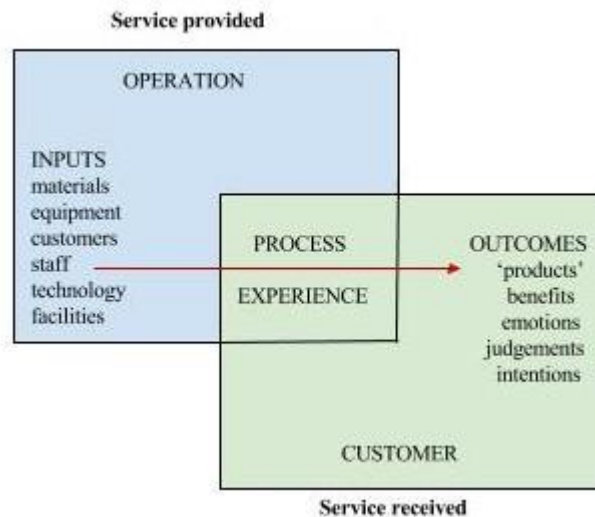 Service provided
OPERATION
INPUTS
materials
equipment
customers
staff
technology
facilities
PROCESS
EXPERIENCE
OUTCOMES
‘products’
benefits
emotions
judgements
intentions
CUSTOMER
Service received